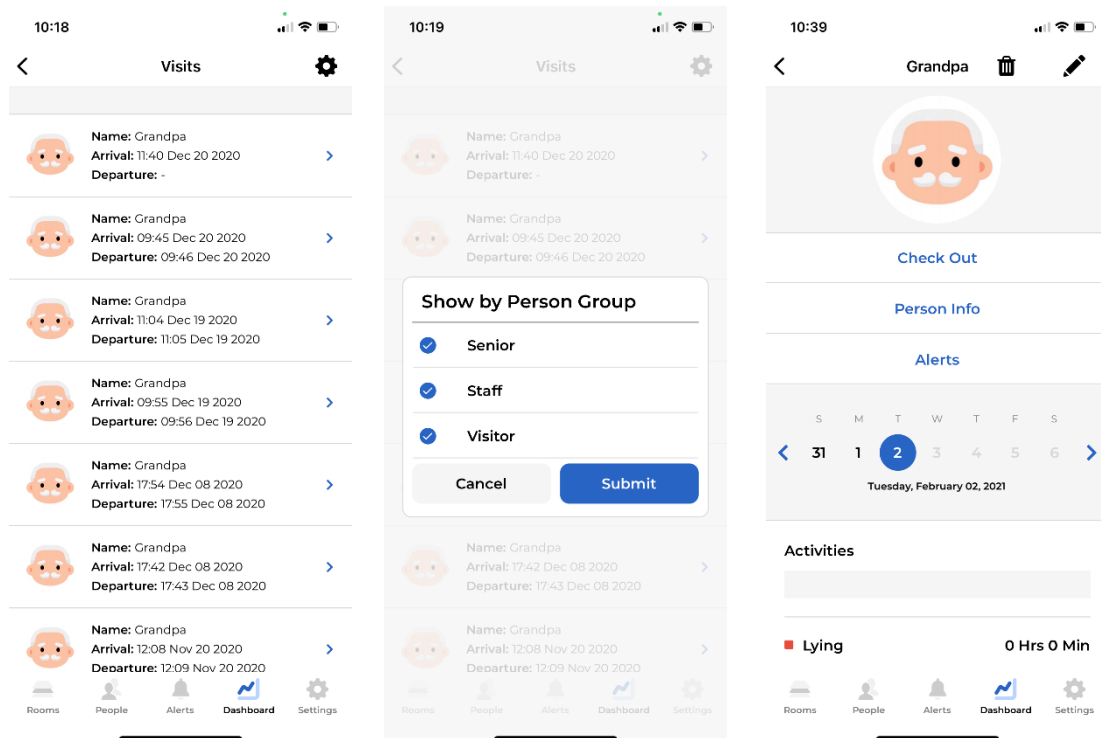 10:18
Visits
Name: Grandpa
Arrival: 11:40 Dec 20 2020
Departure: -
Name: Grandpa
Arrival: 09:45 Dec 20 2020
Departure: 09:46 Dec 20 2020
Name: Grandpa
Arrival: 11:04 Dec 19 2020
Departure: 11:05 Dec 19 2020
Name: Grandpa
Arrival: 09:55 Dec 19 2020
Departure: 09:56 Dec 19 2020
Name: Grandpa
Arrival: 17:54 Dec 08 2020
Departure: 17:55 Dec 08 2020
Name: Grandpa
Arrival: 17:42 Dec 08 2020
Departure: 17:43 Dec 08 2020
Name: Grandpa
Arrival: 12:08 Nov 20 2020
Departure: 12:09 Nov 20 2020
Rooms People Alerts Dashboard Settings
10:19
Visits
Name: Grandpa
Arrival: 11:40 Dec 20 2020
Departure: -
Name: Grandpa
Arrival: 09:45 Dec 20 2020
Departure: 09:46 Dec 20 2020
Show by Person Group
Senior
Staff
Visitor
Cancel Submit
Name: Grandpa
Arrival: 17:42 Dec 08 2020
Departure: 17:43 Dec 08 2020
Name: Grandpa
Arrival: 12:08 Nov 20 2020
Departure: 12:09 Nov 20 2020
Rooms People Alerts Dashboard Settings
10:39
Grandpa
Check Out
Person Info
Alerts
S M T W T F S
31 1 2 3 4 5 6
Tuesday, February 02, 2021
Activities
Lying 0 Hrs 0 Min
Rooms People Alerts Dashboard Settings